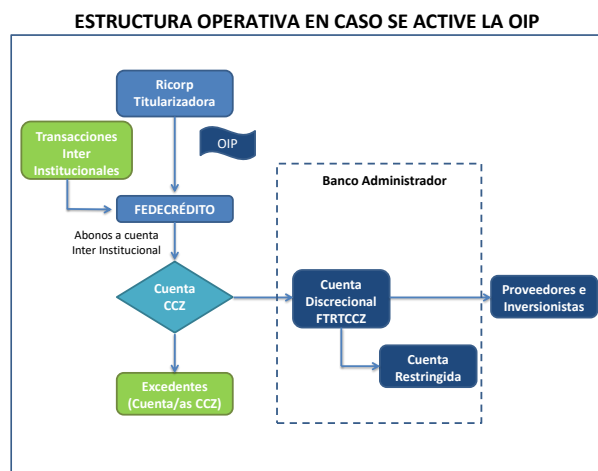 ESTRUCTURA OPERATIVA EN CASO SE ACTIVE LA OIP
Ricorp
Titularizadora
Transacciones
Inter
Institucionales
OIP
Banco Administrador
FEDECRÉDITO
Abonos a cuenta
Inter Institucional
Cuenta
CCZ
Cuenta
Discrecional
FTRTCCZ
Proveedores e
Inversionistas
Cuenta
Restringida
Excedentes
(Cuenta/as CCZ)